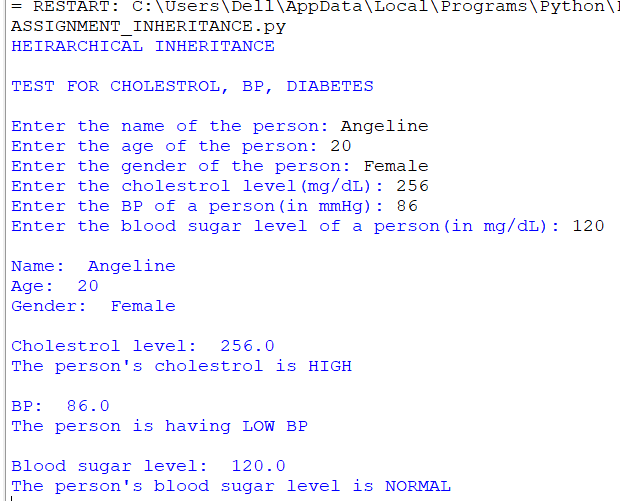 = RESTART: C:\Users\Dell\AppData\Local\Programs\Python\
ASSIGNMENT_INHERITANCE.py
HEIRARCHICAL INHERITANCE
TEST FOR CHOLESTROL, BP, DIABETES
Enter the name of the person: Angeline
Enter the age of the person: 20
Enter the gender of the person: Female
Enter the cholestrol level(mg/dL): 256
Enter the BP of a person(in mmHg): 86
Enter the blood sugar level of a person(in mg/dL): 120
Name:  Angeline
Age:  20
Gender:  Female
Cholestrol level:  256.0
The person's cholestrol is HIGH
BP:  86.0
The person is having LOW BP
Blood sugar level:  120.0
The person's blood sugar level is NORMAL